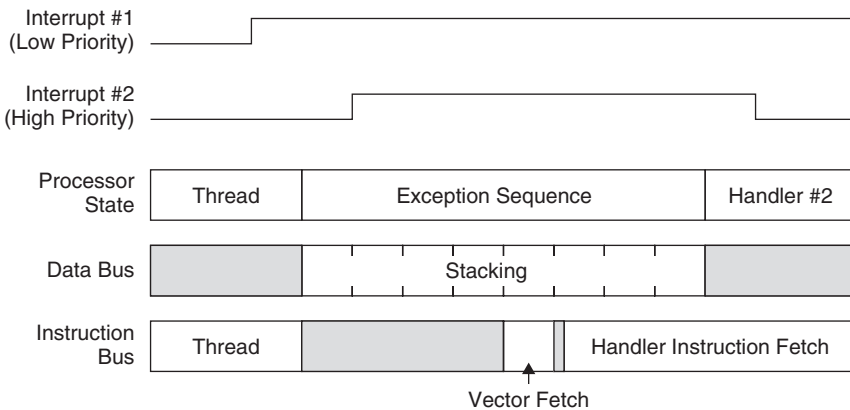 Interrupt #1
(Low Priority)
Interrupt #2
(High Priority)
Processor
State
Thread
Exception Sequence
Handler #2
Data Bus
Stacking
Instruction
Bus
Thread
Handler Instruction Fetch
Vector Fetch